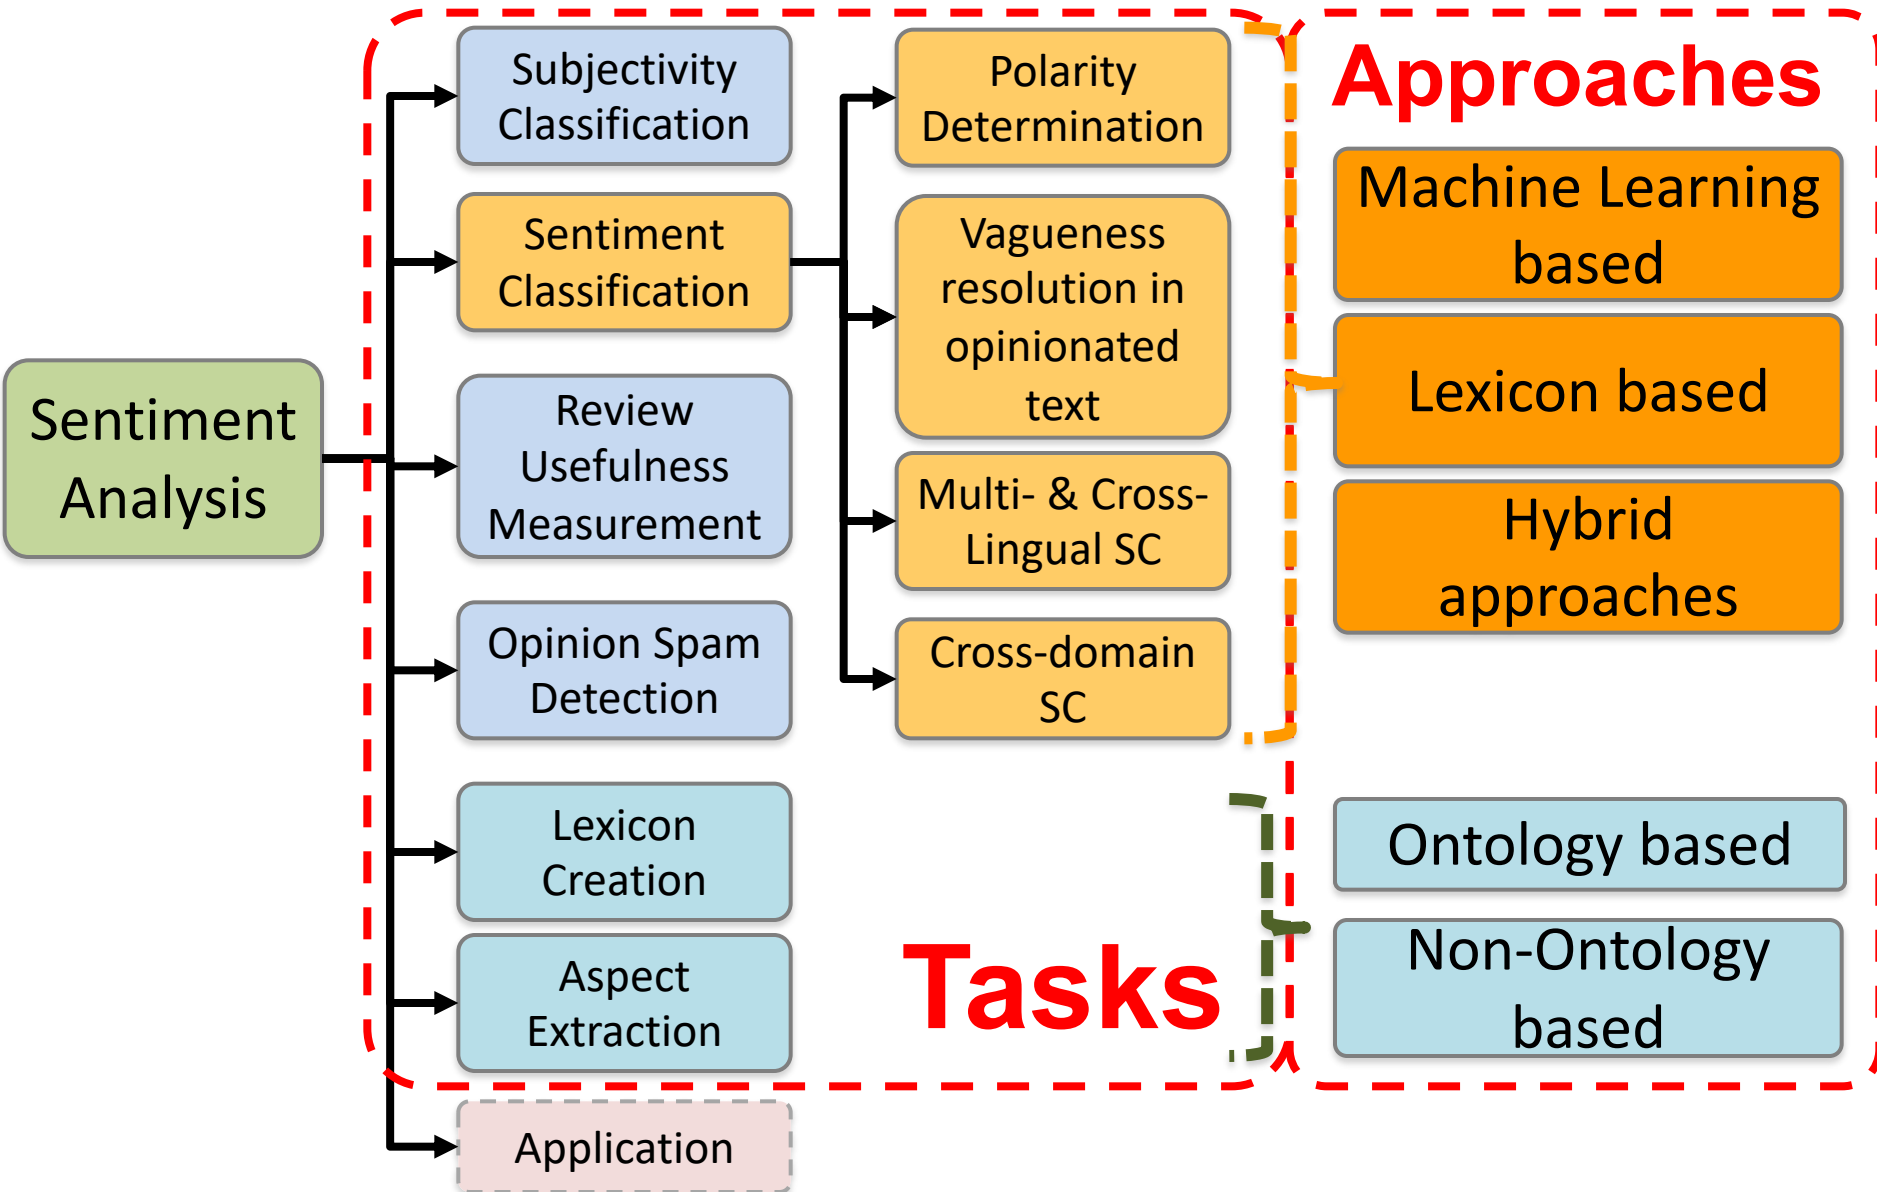 Sentiment
Analysis
Subjectivity
Classification
Sentiment
Classification
Review
Usefulness
Measurement
Opinion Spam
Detection
Lexicon
Creation
Aspect
Extraction
Application
Polarity
Determination
Vagueness
resolution in
opinionated
text
Multi- & Cross-
Lingual SC
Cross-domain
SC
Tasks
Approaches
Machine Learning
based
Lexicon based
Hybrid
approaches
Ontology based
Non-Ontology
based